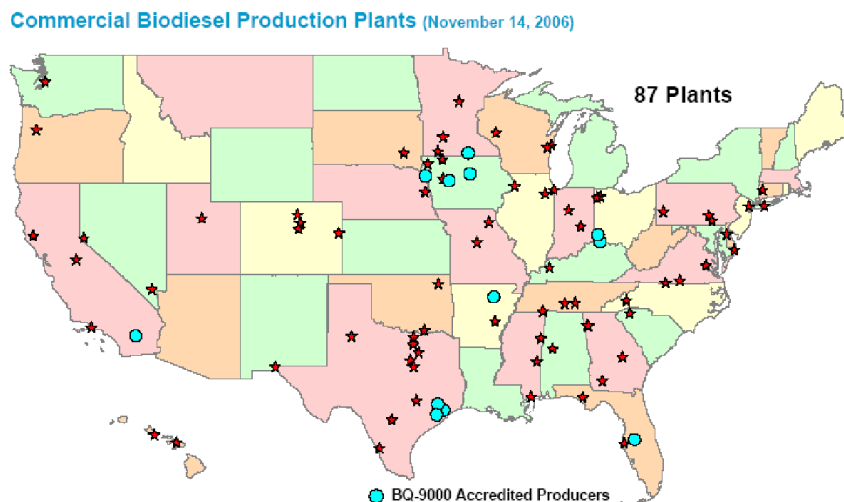 Commercial Biodiesel Production Plants (November 14, 2006)
87 Plants
BQ-9000 Accredited Producers